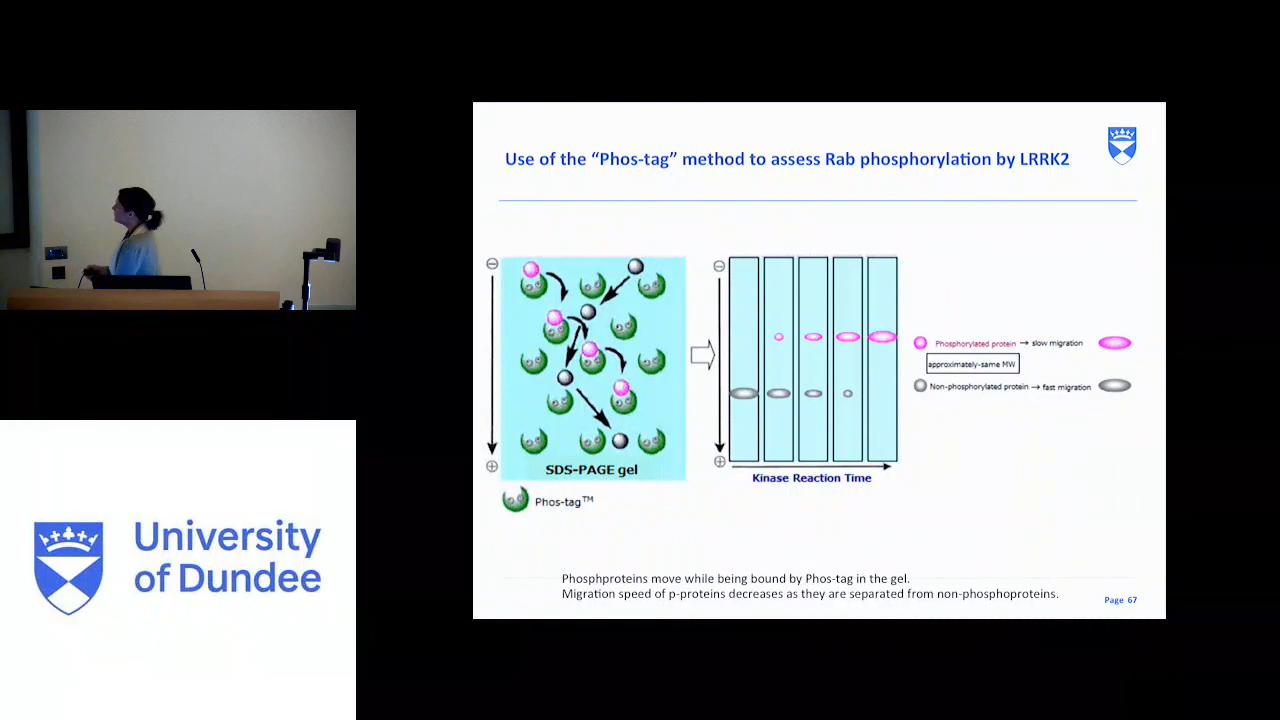 Use of the “Phos-tag” method to assess Rab phosphorylation by LRRK2
SDS-PAGE gel
Phos-tag™
Kinase Reaction Time
Phosphorylated protein → slow migration
approximately-same MW
Non-phosphorylated protein → fast migration
Phosphproteins move while being bound by Phos-tag in the gel.
Migration speed of p-proteins decreases as they are separated from non-phosphoproteins.
Page 67
University
of Dundee